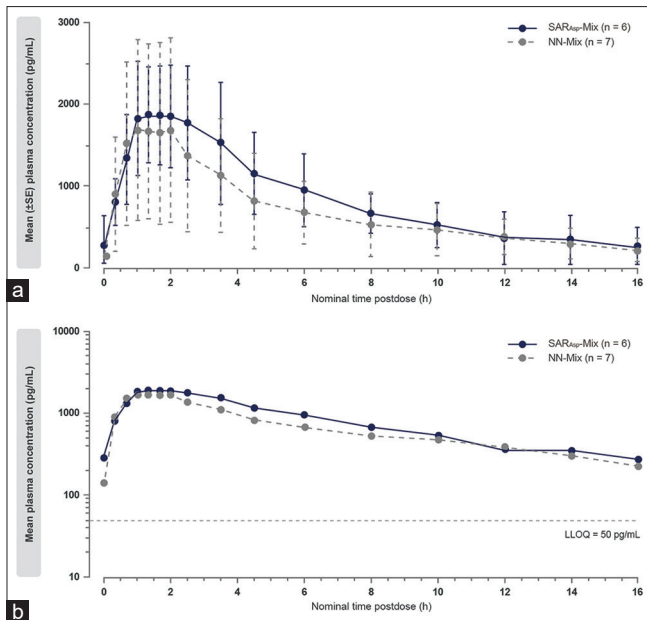 3000
2000
1000
0
Mean (±SE) plasma concentration (pg/mL)
SARAsp-Mix (n = 6)
NN-Mix (n = 7)
0 2 4 6 8 10 12 14 16
Nominal time postdose (h)
a
10000
1000
100
10
Mean plasma concentration (pg/mL)
SARAsp-Mix (n = 6)
NN-Mix (n = 7)
LLOQ = 50 pg/mL
0 2 4 6 8 10 12 14 16
Nominal time postdose (h)
b